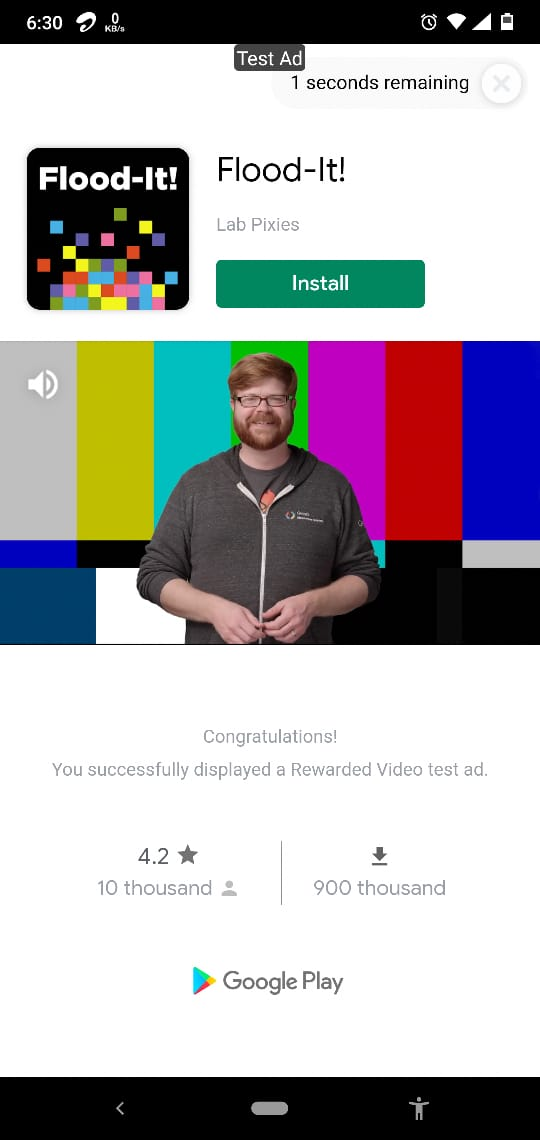 6:30
0
KB/s
Test Ad
1 seconds remaining
Flood-It!
Flood-It!
Lab Pixies
Install
Congratulations!
You successfully displayed a Rewarded Video test ad.
4.2
10 thousand
900 thousand
Google Play